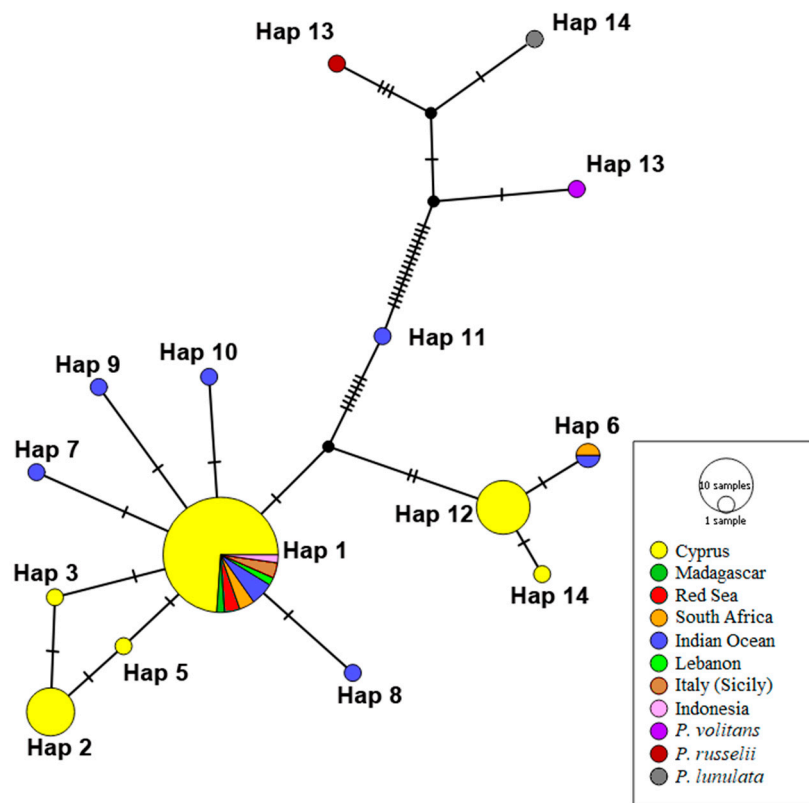 Hap 13
Hap 14
Hap 13
Hap 11
Hap 10
Hap 9
Hap 7
Hap 6
Hap 12
Hap 14
Hap 1
Hap 3
Hap 5
Hap 8
Hap 2
10 samples
1 sample
Cyprus
Madagascar
Red Sea
South Africa
Indian Ocean
Lebanon
Italy (Sicily)
Indonesia
P. volitans
P. russelii
P. lunulata